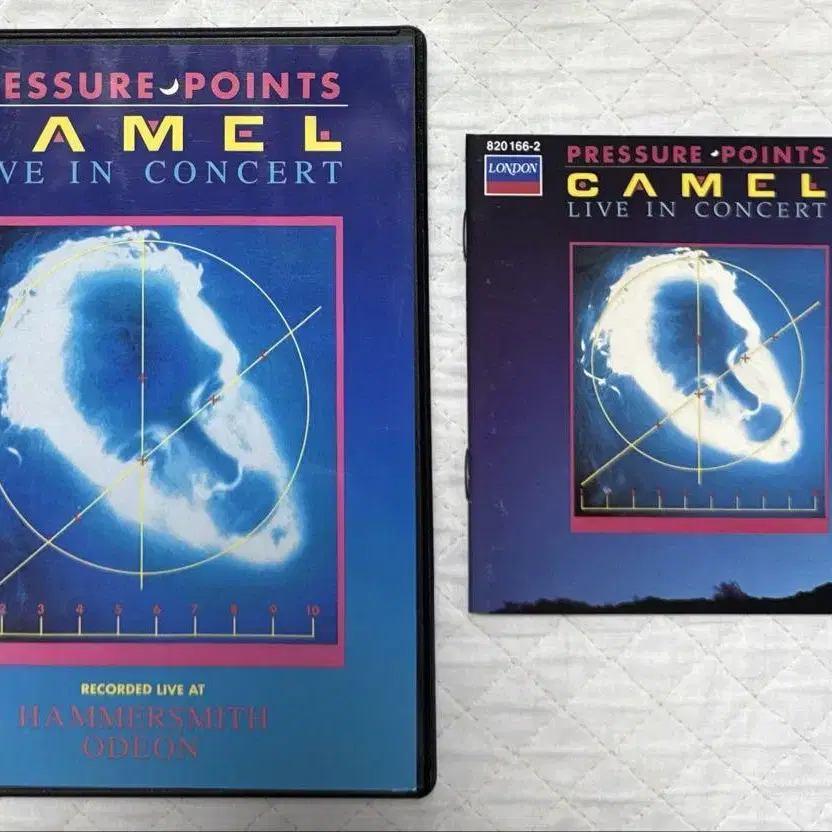 ESSURE POINTS
AMEL
VE IN CONCERT
2 3 4 5 6 7 8 9 10
RECORDED LIVE AT
HAMMERSMITH
ODEON
820 166-2
LONDON
PRESSURE POINTS
CAMEL
LIVE IN CONCERT